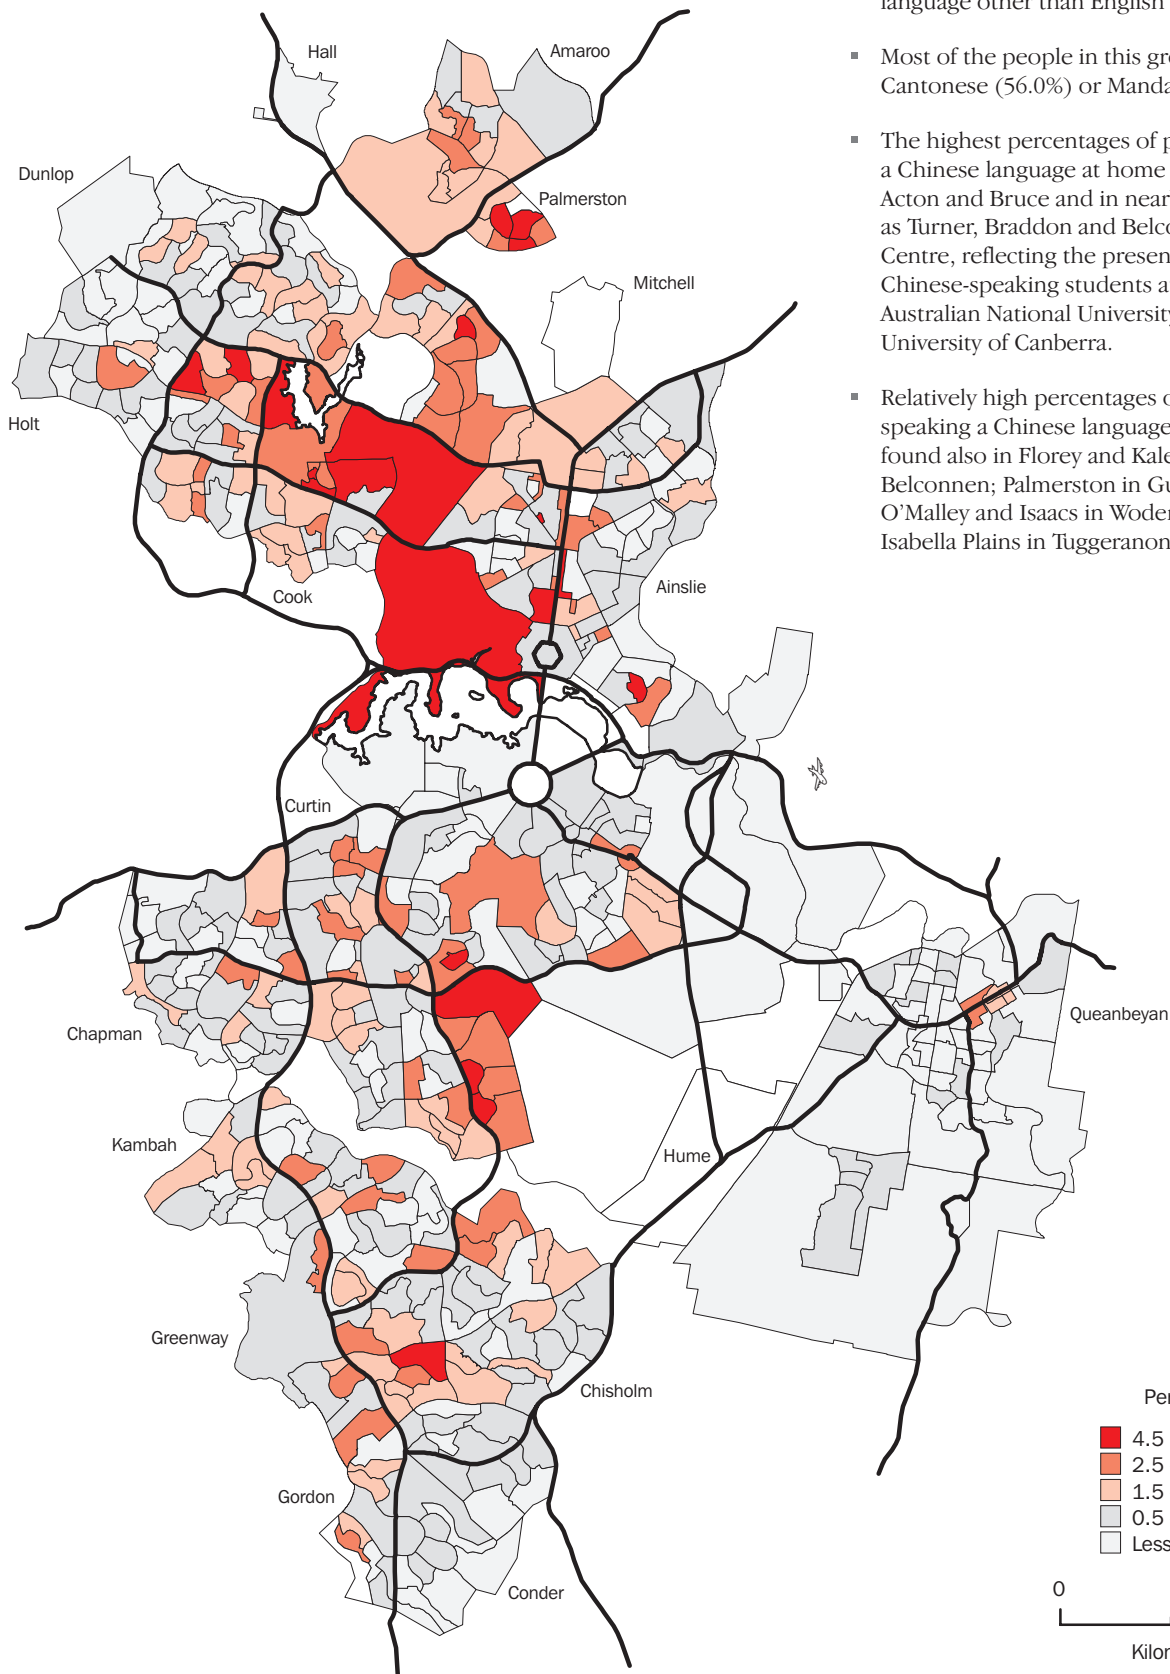 language other than English
▪ Most of the people in this gr
Cantonese (56.0%) or Manda
▪ The highest percentages of p
a Chinese language at home
Acton and Bruce and in near
as Turner, Braddon and Belco
Centre, reflecting the presen
Chinese-speaking students a
Australian National University
University of Canberra.
▪ Relatively high percentages o
speaking a Chinese language
found also in Florey and Kale
Belconnen; Palmerston in Gu
O'Malley and Isaacs in Woden
Isabella Plains in Tuggeranon
Hall
Amaroo
Dunlop
Palmerston
Mitchell
Holt
Ainslie
Cook
Curtin
Queanbeyan
Chapman
Kambah
Hume
Greenway
Chisholm
Gordon
Conder
Per
4.5
2.5
1.5
0.5
Less
0
Kilon